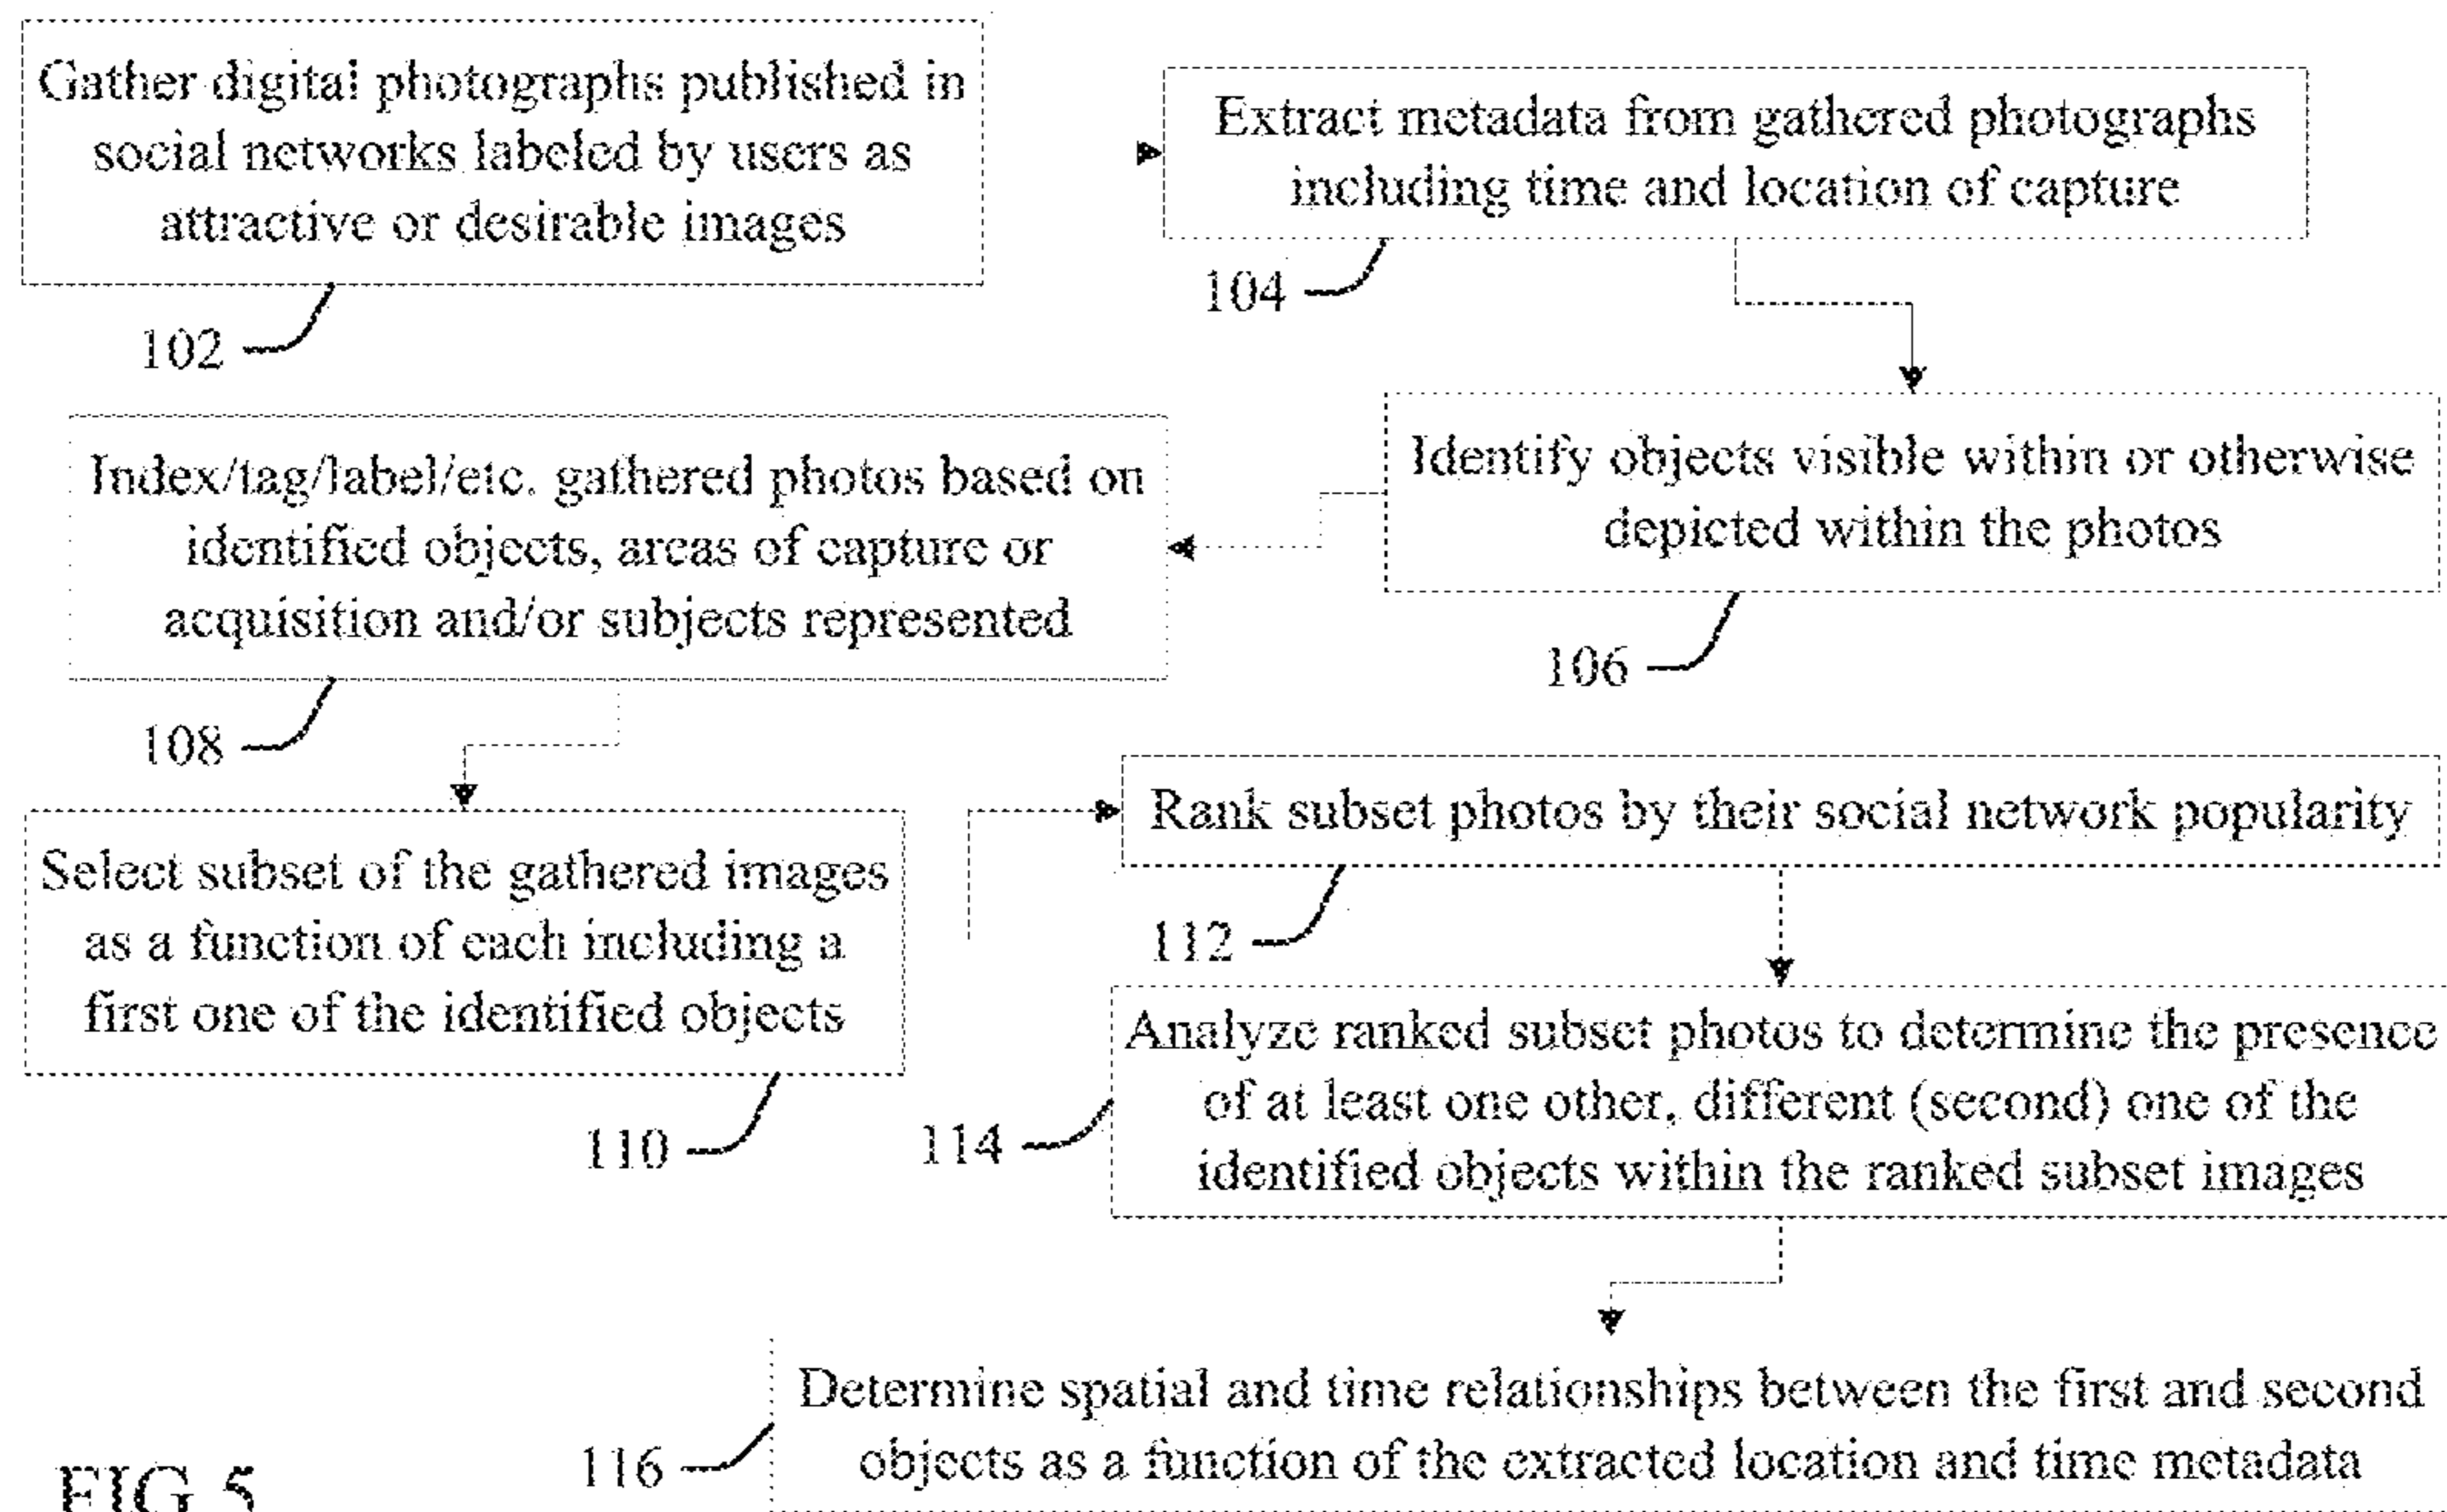 Gather digital photographs published in
social networks labeled by users as
attractive or desirable images
102
Extract metadata from gathered photographs
including time and location of capture
104
Identify objects visible within or otherwise
depicted within the photos
106
Index/tag/label/etc. gathered photos based on
identified objects, areas of capture or
acquisition and/or subjects represented
108
Select subset of the gathered images
as a function of each including a
first one of the identified objects
110
Rank subset photos by their social network popularity
112
Analyze ranked subset photos to determine the presence
of at least one other, different (second) one of the
identified objects within the ranked subset images
114
Determine spatial and time relationships between the first and second
objects as a function of the extracted location and time metadata
116
FIG 5